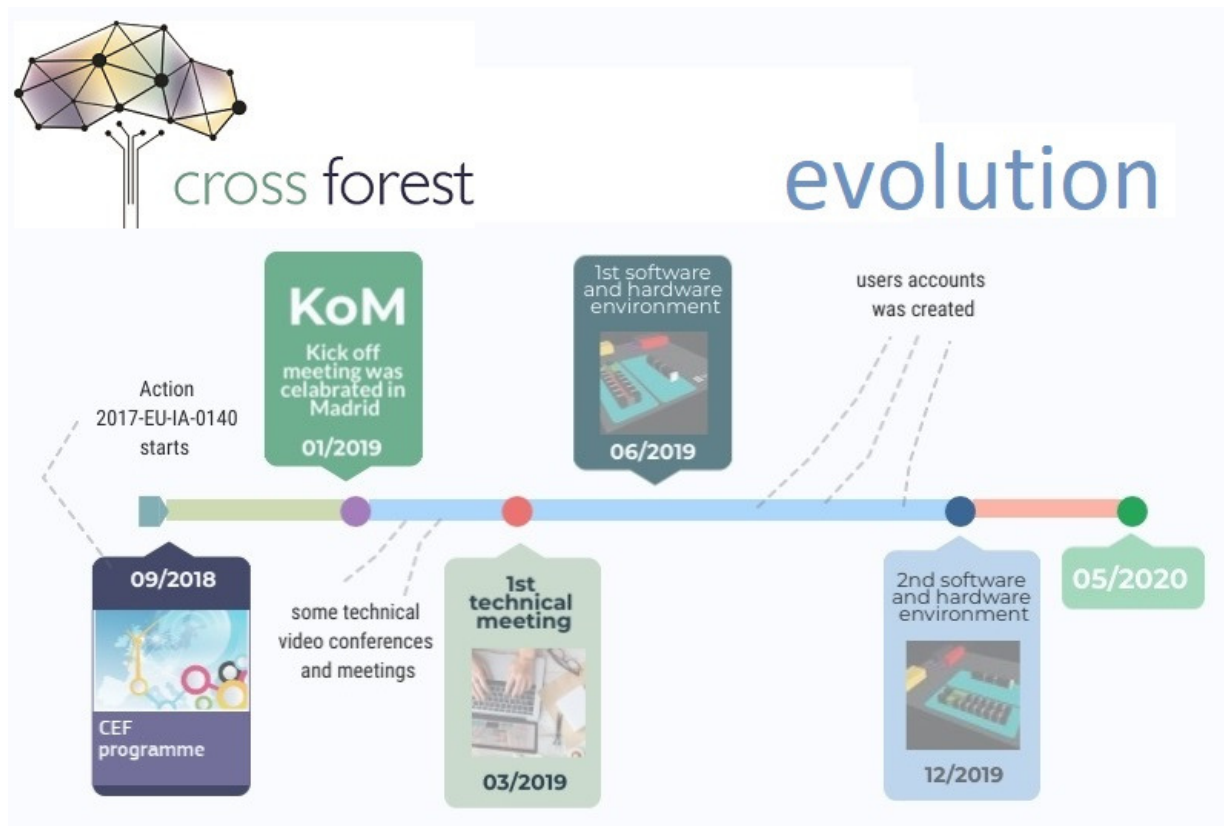 cross forest
evolution
KoM
Kick off
meeting was
celabrated in
Madrid
01/2019
1st software
and hardware
environment
06/2019
users accounts
was created
Action
2017-EU-IA-0140
starts
09/2018
CEF
programme
some technical
video conferences
and meetings
1st
technical
meeting
03/2019
2nd software
and hardware
environment
12/2019
05/2020